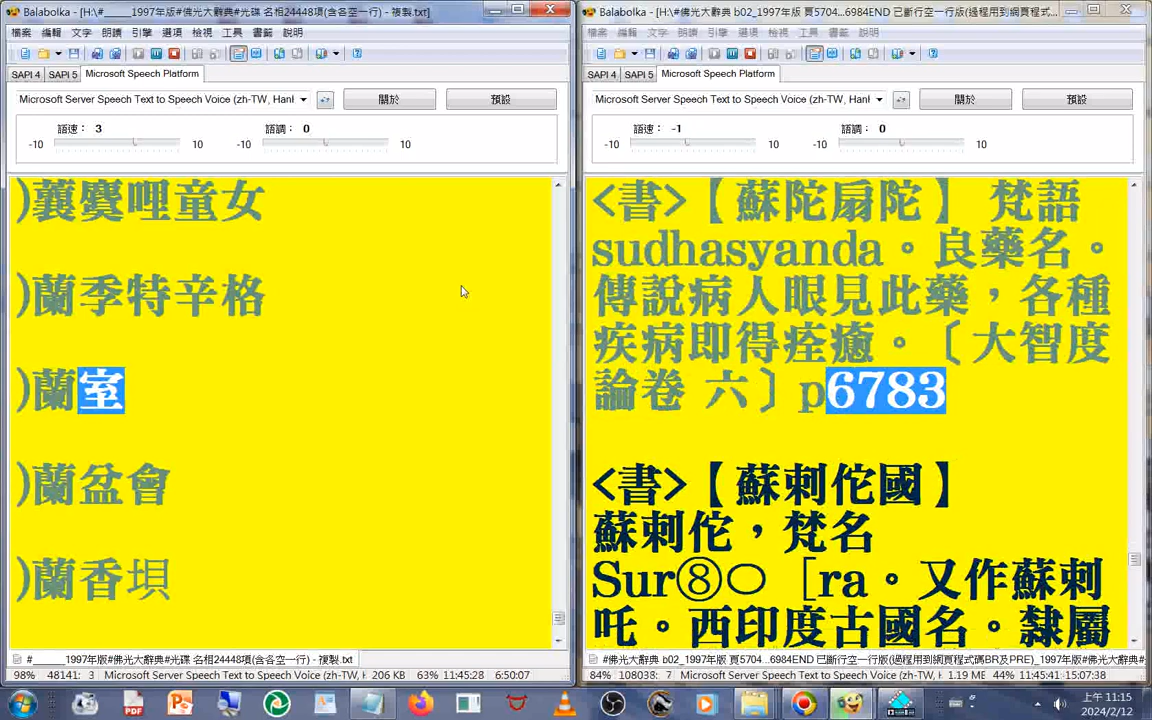 Balabolka - [H:\#_____1997年版#佛光大辭典#光碟 名相24448項(含各空一行) - 複製.txt]
檔案 編輯 文字 朗讀 引擎 選項 檢視 工具 書籤 說明
SAPI 4 SAPI 5 Microsoft Speech Platform
Microsoft Server Speech Text to Speech Voice (zh-TW, Hanl 關於 預設
語速： 3 語調： 0
-10 10 -10 10
)蘘麌哩童女
)蘭季特辛格
)蘭室
)蘭盆會
)蘭香垻
#_____1997年版#佛光大辭典#光碟 名相24448項(含各空一行) - 複製.txt
98% 48141: 3 Microsoft Server Speech Text to Speech Voice (zh-TW, H 206 KB 63% 11:45:28 6:50:07
Balabolka - [H:\#佛光大辭典 b02_1997年版 頁5704...6984END 已斷行空一行版(過程用到網頁程式...
檔案 編輯 文字 朗讀 引擎 選項 檢視 工具 書籤 說明
SAPI 4 SAPI 5 Microsoft Speech Platform
Microsoft Server Speech Text to Speech Voice (zh-TW, Hanl 關於 預設
語速： -1 語調： 0
-10 10 -10 10
<書>【蘇陀扇陀】 梵語
sudhasyanda。良藥名。
傳說病人眼見此藥，各種
疾病即得痊癒。〔大智度
論卷 六〕p6783
<書>【蘇剌佗國】
蘇剌佗，梵名
Sur⑧○［ra。又作蘇剌
吒。西印度古國名。隸屬
#佛光大辭典 b02_1997年版 頁5704...6984END 已斷行空一行版(過程用到網頁程式碼BR及PRE)_1997年版#
84% 108038: 7 Microsoft Server Speech Text to Speech Voice (zh-TW, H 1.19 ME 44% 11:45:41-15:07:38
上午 11:15
2024/2/12